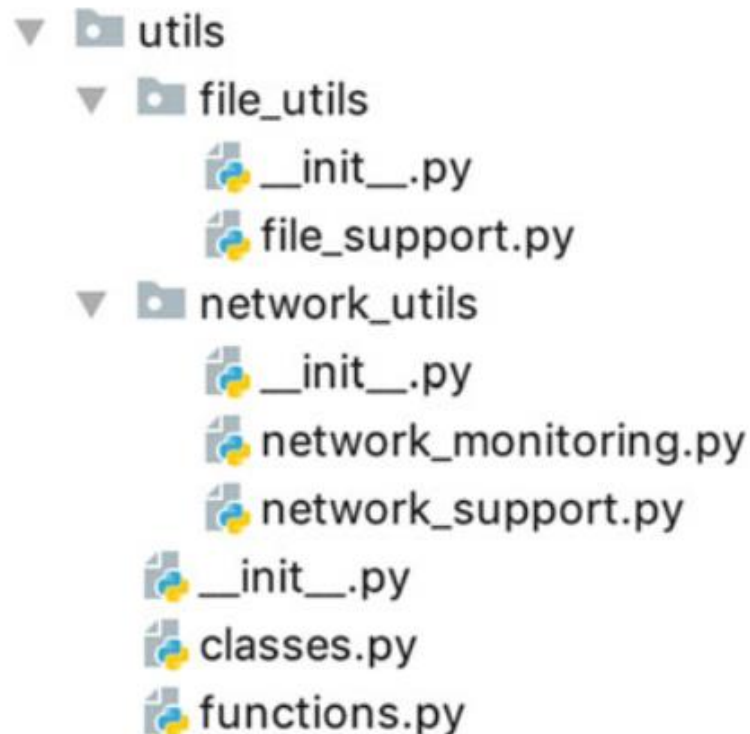 utils
file_utils
__init__.py
file_support.py
network_utils
__init__.py
network_monitoring.py
network_support.py
__init__.py
classes.py
functions.py